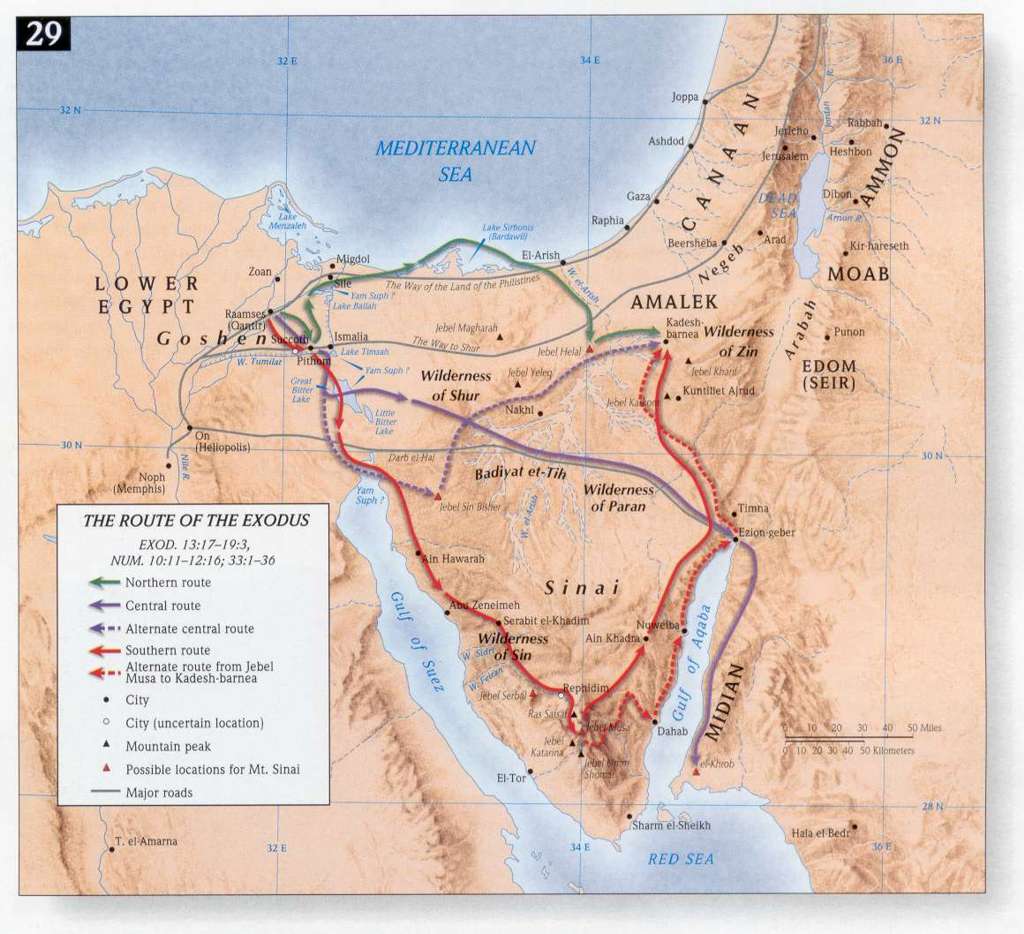 29
32 E
34 E
36 E
32 N
32 N
MEDITERRANEAN
SEA
Joppa
Ashdod
Gaza
Raphia
CANAAN
Jordan R.
Jericho
Jerusalem
Rabbah
Heshbon
AMMON
DEAD
SEA
Dibon
Arnon R.
Beersheba
Arad
Negeb
Kir-hareseth
MOAB
Lake
Menzaleh
Lake Sirbonis
(Bardawil)
El-Arish
W. el-Arish
Migdol
Zoan
Sile
The Way of the Land of the Philistines
Yam Suph ?
Lake Ballah
LOWER
EGYPT
Raamses
(Qantir)
Goshen
Succoth
Ismalia
Pithom
W. Tumilat
Lake Timsah
Yam Suph ?
The Way to Shur
Jebel Magharah
Jebel Helal
AMALEK
Kadesh-
barnea
Wilderness
of Zin
Jebel Kharif
Kuntillet Ajrud
Arabah
Punon
EDOM
(SEIR)
Great
Bitter
Lake
Little
Bitter
Lake
Wilderness
of Shur
Jebel Yeleq
Nakhl
Jebel Karkom
30 N
30 N
On
(Heliopolis)
Nile R.
Noph
(Memphis)
Darb el-Haj
Yam
Suph ?
Jebel Sin Bisher
Badiyat et-Tih
W. el-Arish
Wilderness
of Paran
Timna
Ezion-geber
Ain Hawarah
Sinai
Abu Zeneimeh
Serabit el-Khadim
Wilderness
of Sin
W. Sidri
W. Feiran
Gulf of Suez
Ain Khadra
Nuweiba
Gulf of Aqaba
MIDIAN
Jebel Serbal
Rephidim
Ras Safsaf
Jebel Musa
Jebel
Katarina
Jebel Umm
Shomar
Dahab
el-Khrob
El-Tor
Sharm el-Sheikh
RED SEA
Hala el Bedr
28 N
T. el-Amarna
32 E
34 E
36 E
0 10 20 30 40 50 Miles
0 10 20 30 40 50 Kilometers
THE ROUTE OF THE EXODUS
EXOD. 13:17–19:3,
NUM. 10:11–12:16; 33:1–36
Northern route
Central route
Alternate central route
Southern route
Alternate route from Jebel
Musa to Kadesh-barnea
City
City (uncertain location)
Mountain peak
Possible locations for Mt. Sinai
Major roads